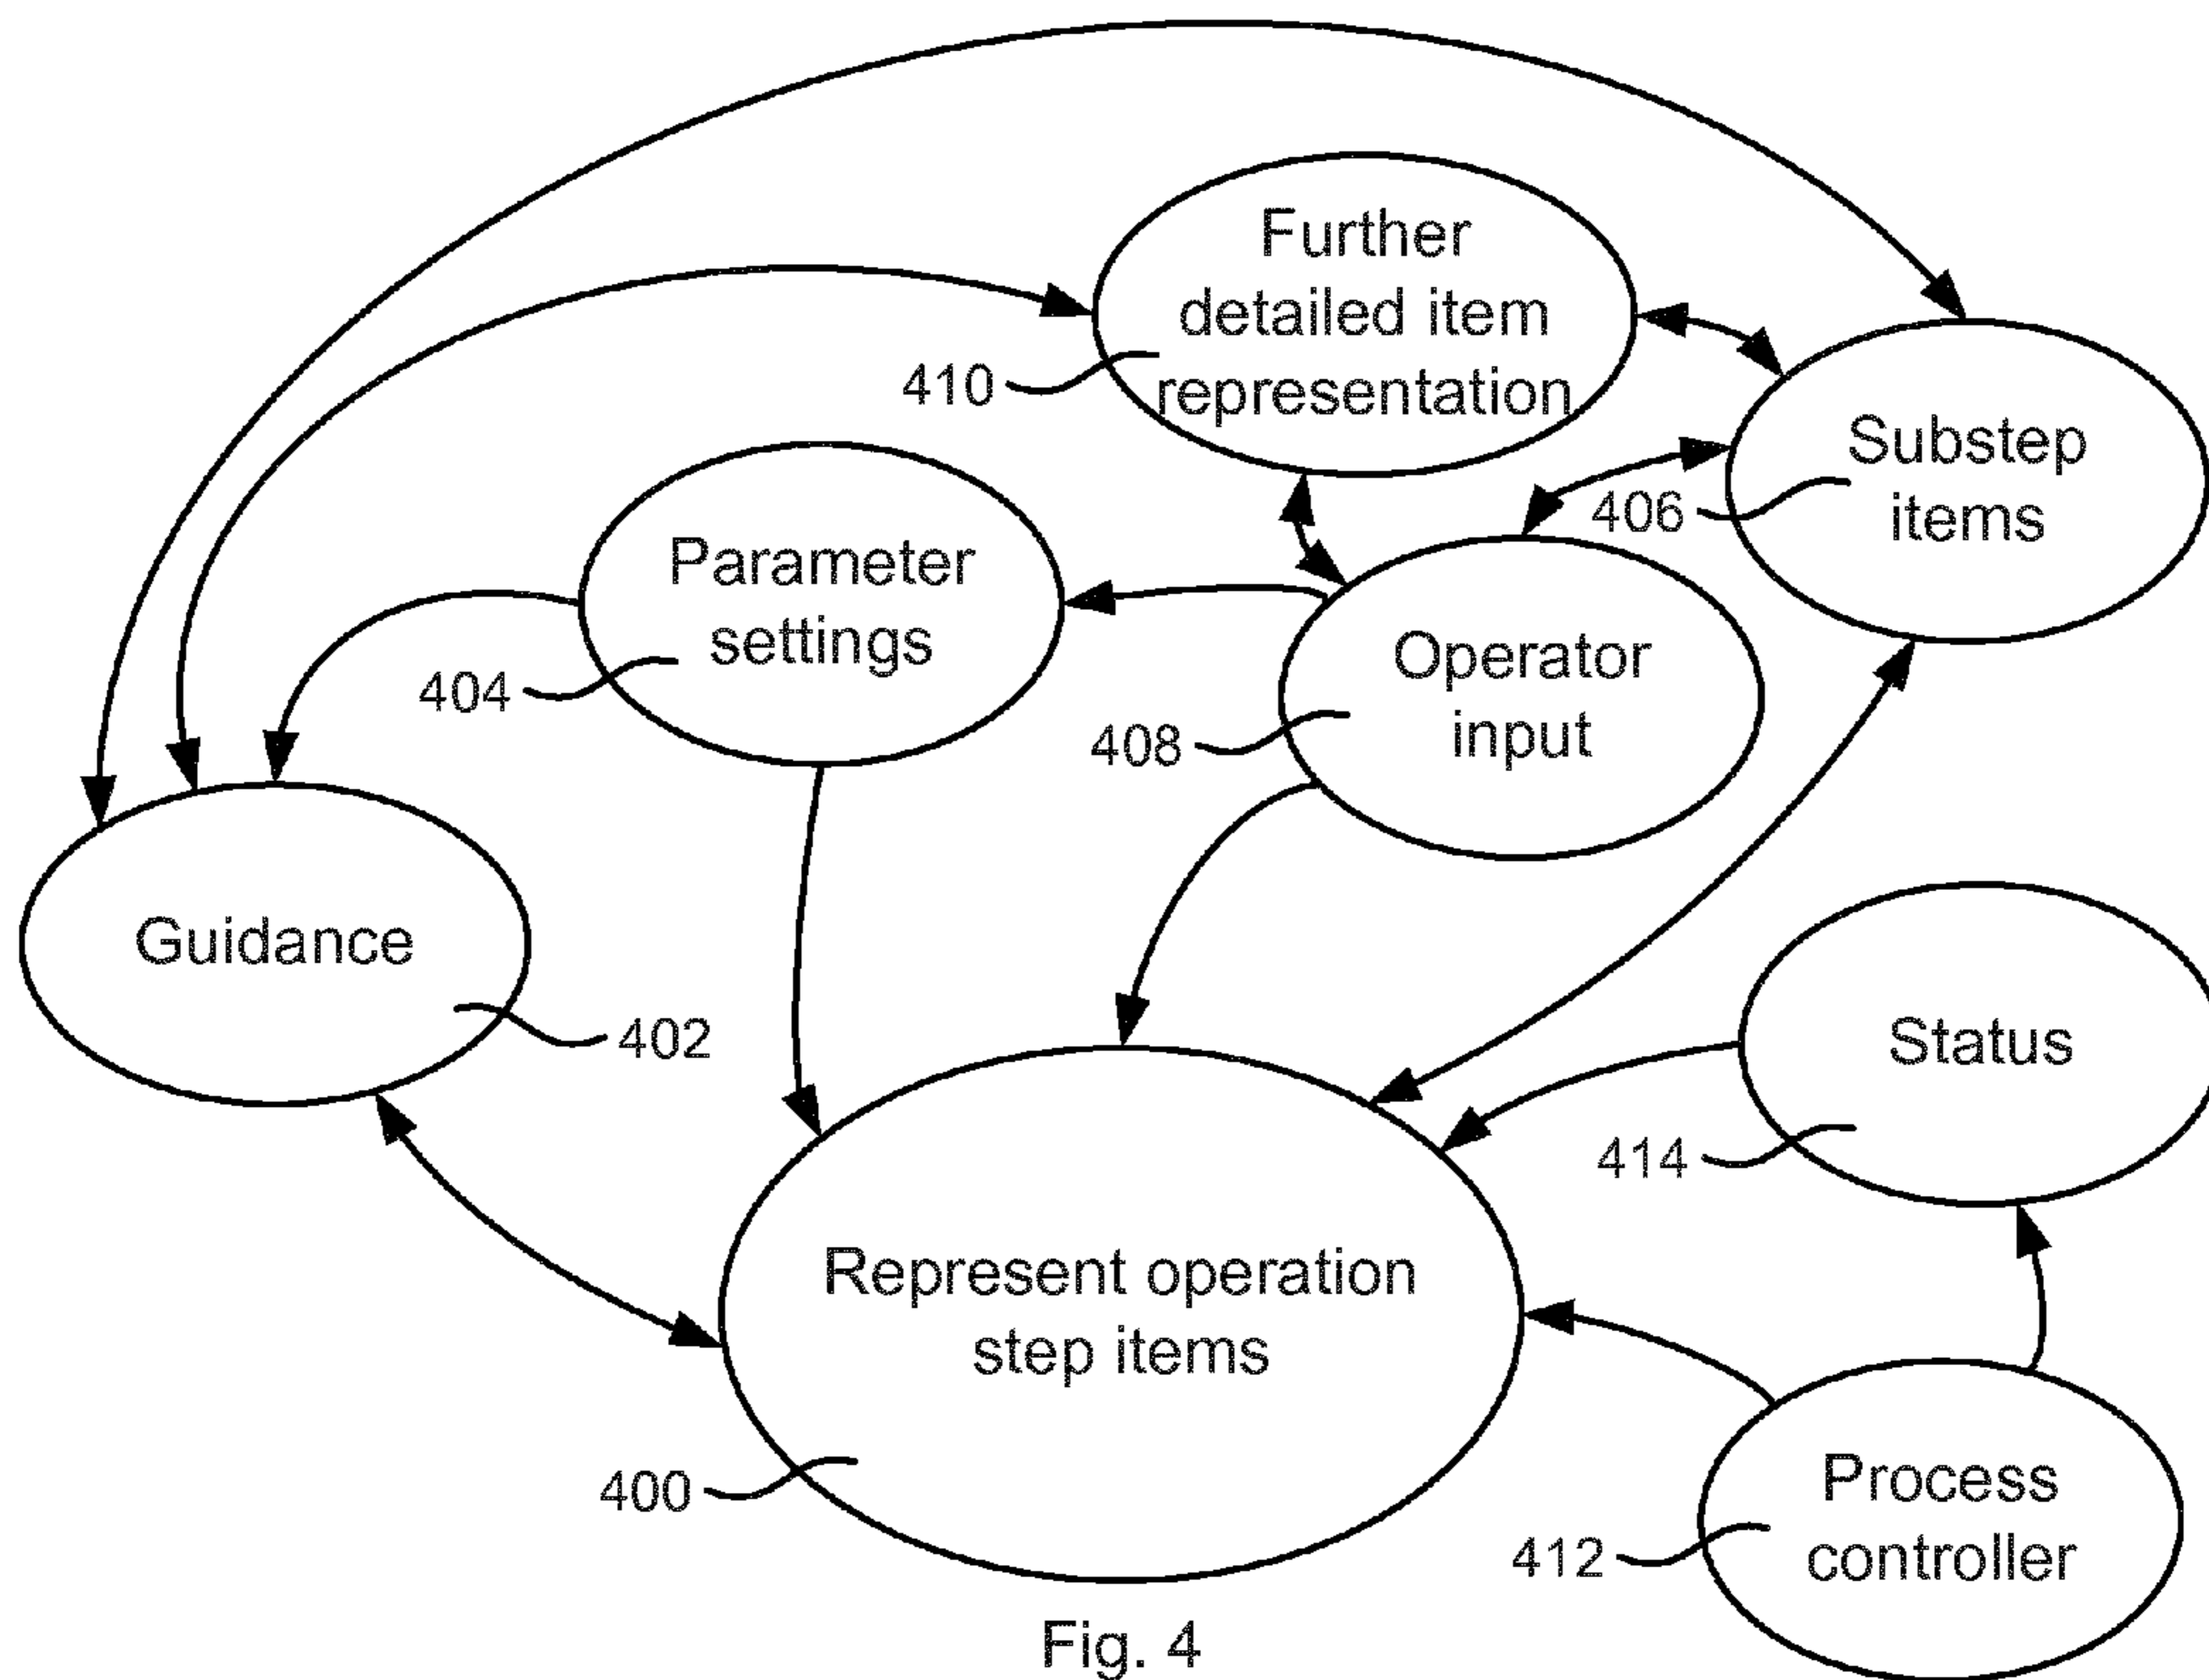 Further
detailed item
representation
410
Substep
items
406
Parameter
settings
404
Operator
input
408
Guidance
402
Status
414
Represent operation
step items
400
Process
controller
412
Fig. 4